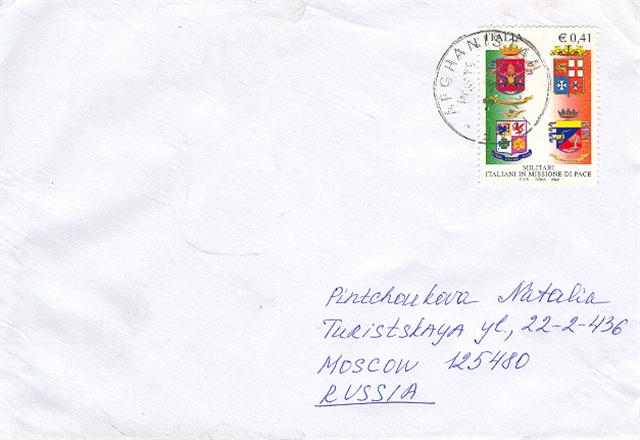 ITALIA € 0,41
AFGHANISTAN
MILITARI
ITALIANI IN MISSIONE DI PACE
Pintchoukova Natalia
Turistskaya yl., 22-2-436
Moscow 125480
RUSSIA